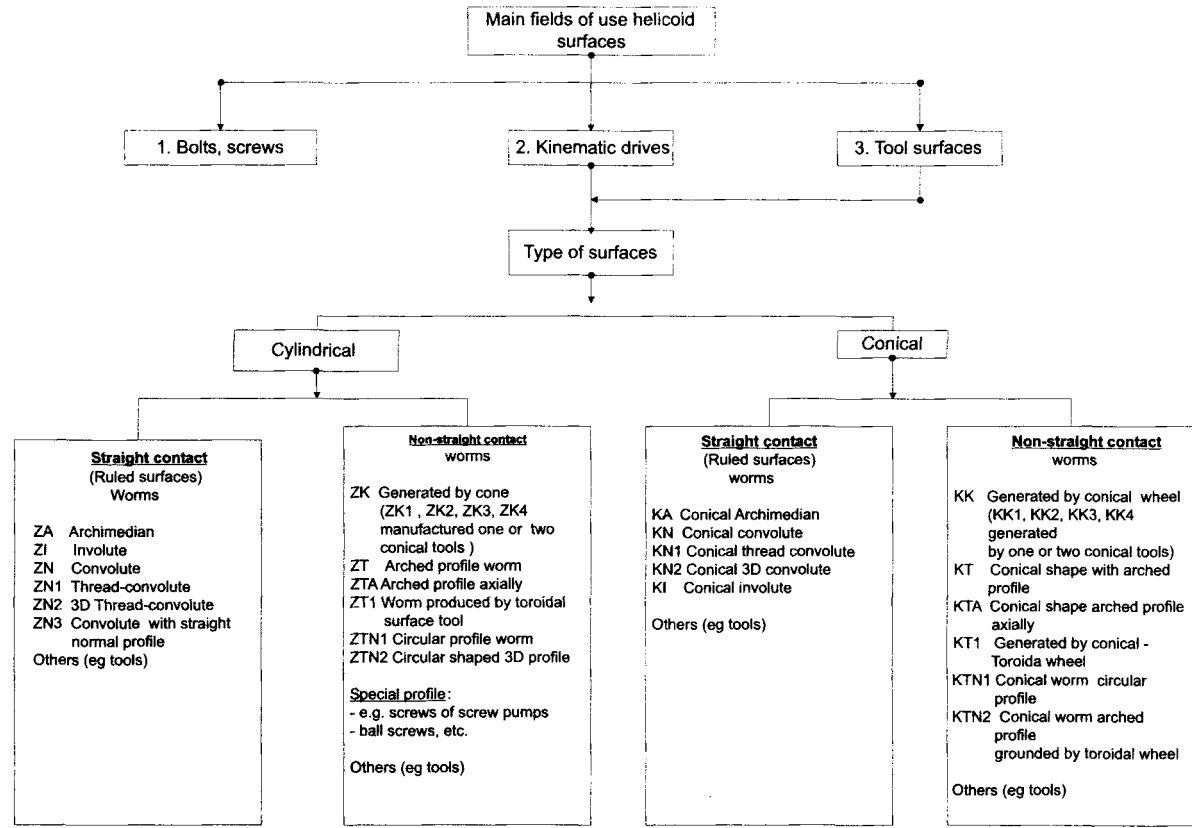 Main fields of use helicoid
surfaces
1. Bolts, screws
2. Kinematic drives
3. Tool surfaces
Type of surfaces
Cylindrical
Conical
Straight contact
(Ruled surfaces)
Worms
ZA Archimedian
ZI Involute
ZN Convolute
ZN1 Thread-convolute
ZN2 3D Thread-convolute
ZN3 Convolute with straight
normal profile
Others (eg tools)
Non-straight contact
worms
ZK Generated by cone
(ZK1 , ZK2, ZK3, ZK4
manufactured one or two
conical tools )
ZT Arched profile worm
ZTA Arched profile axially
ZT1 Worm produced by toroidal
surface tool
ZTN1 Circular profile worm
ZTN2 Circular shaped 3D profile
Special profile:
- e.g. screws of screw pumps
- ball screws, etc.
Others (eg tools)
Straight contact
(Ruled surfaces)
worms
KA Conical Archimedian
KN Conical convolute
KN1 Conical thread convolute
KN2 Conical 3D convolute
KI Conical involute
Others (eg tools)
Non-straight contact
worms
KK Generated by conical wheel
(KK1, KK2, KK3, KK4
generated
by one or two conical tools)
KT Conical shape with arched
profile
KTA Conical shape arched profile
axially
KT1 Generated by conical -
Toroida wheel
KTN1 Conical worm circular
profile
KTN2 Conical worm arched
profile
grounded by toroidal wheel
Others (eg tools)